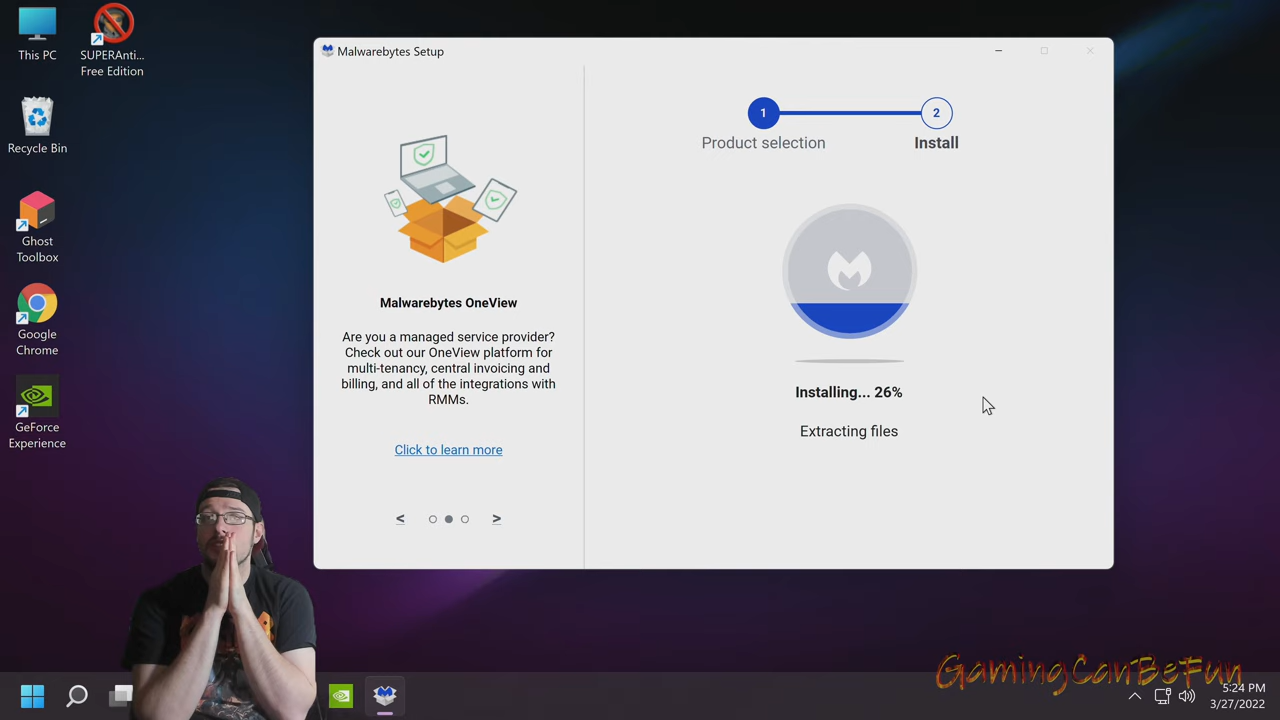 This PC
SUPERAnti...
Free Edition
Recycle Bin
Ghost
Toolbox
Google
Chrome
GeForce
Experience
Malwarebytes Setup
1
2
Product selection
Install
Malwarebytes OneView
Are you a managed service provider?
Check out our OneView platform for
multi-tenancy, central invoicing and
billing, and all of the integrations with
RMMs.
Click to learn more
<
>
Installing... 26%
Extracting files
GamingCanBeFun
5:24 PM
3/27/2022